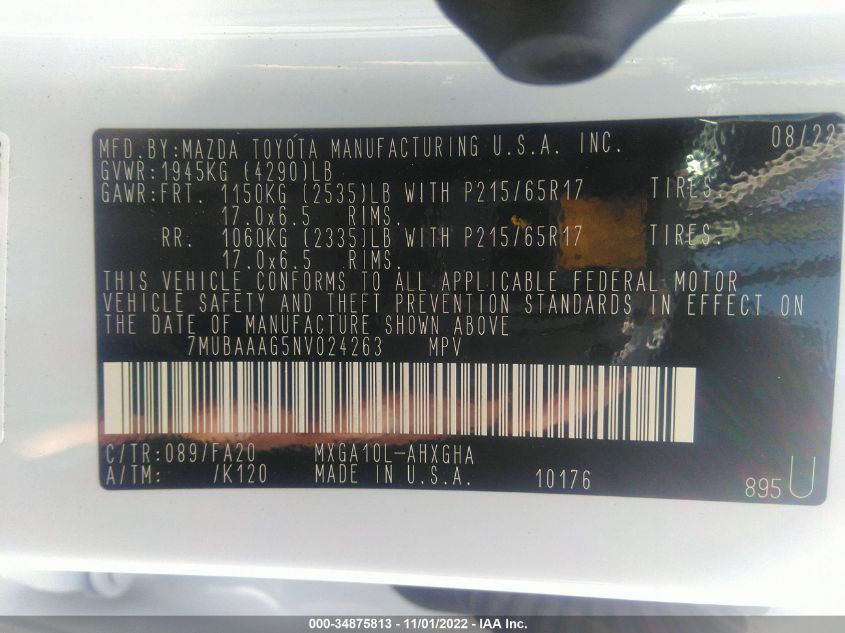 MFD.BY:MAZDA TOYOTA MANUFACTURING U.S.A. INC. 08/22
GVWR:1945KG (4290)LB
GAWR:FRT. 1150KG (2535)LB WITH P215/65R17 TIRES
17.0x6.5 RIMS.
RR. 1060KG (2335)LB WITH P215/65R17 TIRES.
17.0x6.5 RIMS.
THIS VEHICLE CONFORMS TO ALL APPLICABLE FEDERAL MOTOR
VEHICLE SAFETY AND THEFT PREVENTION STANDARDS IN EFFECT ON
THE DATE OF MANUFACTURE SHOWN ABOVE
7MUBAAAG5NV024263 MPV
C/TR:089/FA20 MXGA10L-AHXGHA
A/TM: /K120 MADE IN U.S.A. 10176 895U
000-34875813 - 11/01/2022 - IAA Inc.